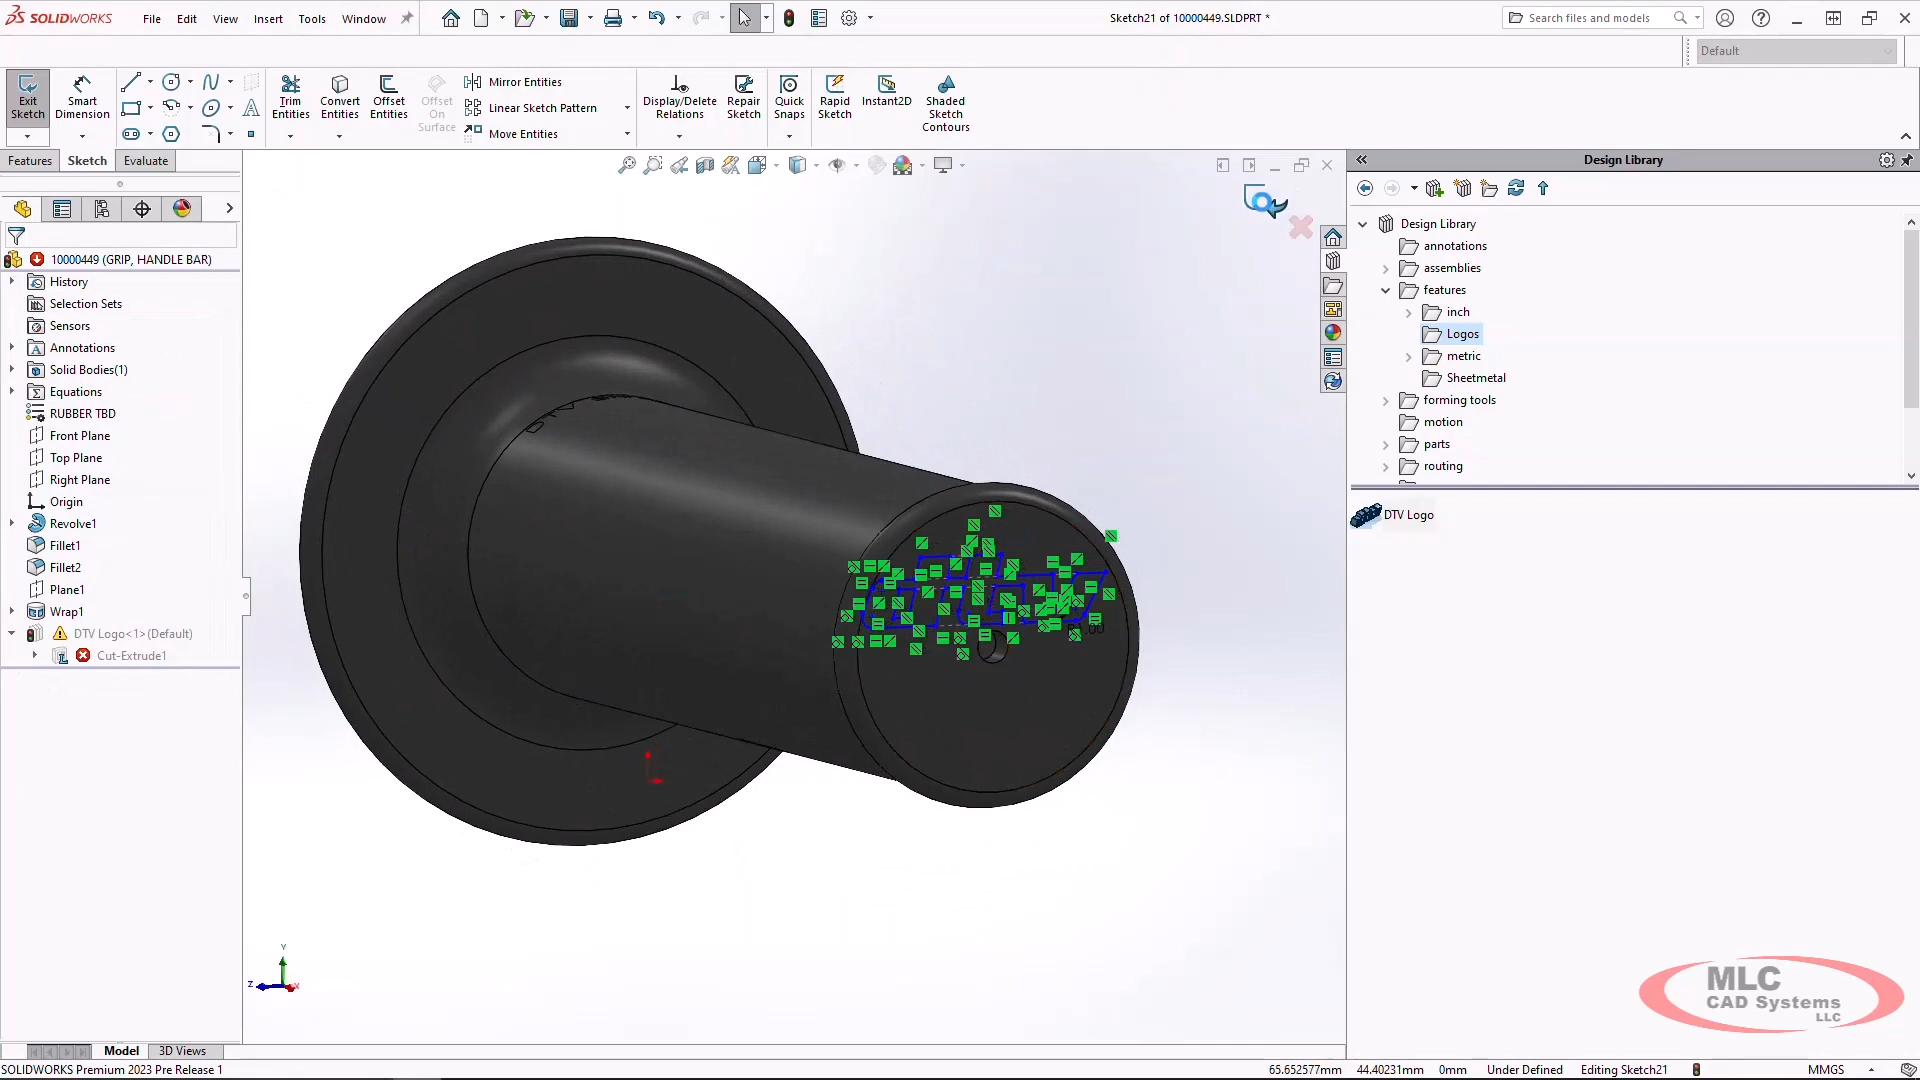 SOLIDWORKS
File Edit View Insert Tools Window
Sketch21 of 10000449.SLDPRT *
Search files and models
Default
Exit Sketch
Smart Dimension
Trim Entities
Convert Entities
Offset Entities
Offset On Surface
Mirror Entities
Linear Sketch Pattern
Move Entities
Display/Delete Relations
Repair Sketch
Quick Snaps
Rapid Sketch
Instant2D
Shaded Sketch Contours
Features Sketch Evaluate
10000449 (GRIP, HANDLE BAR)
History
Selection Sets
Sensors
Annotations
Solid Bodies(1)
Equations
RUBBER TBD
Front Plane
Top Plane
Right Plane
Origin
Revolve1
Fillet1
Fillet2
Plane1
Wrap1
DTV Logo<1>(Default)
Cut-Extrude1
Y
Z
X
Design Library
Design Library
annotations
assemblies
features
inch
Logos
metric
Sheetmetal
forming tools
motion
parts
routing
DTV Logo
MLC
CAD Systems
LLC
Model 3D Views
SOLIDWORKS Premium 2023 Pre Release 1
65.652577mm 44.40231mm 0mm Under Defined Editing Sketch21 MMGS